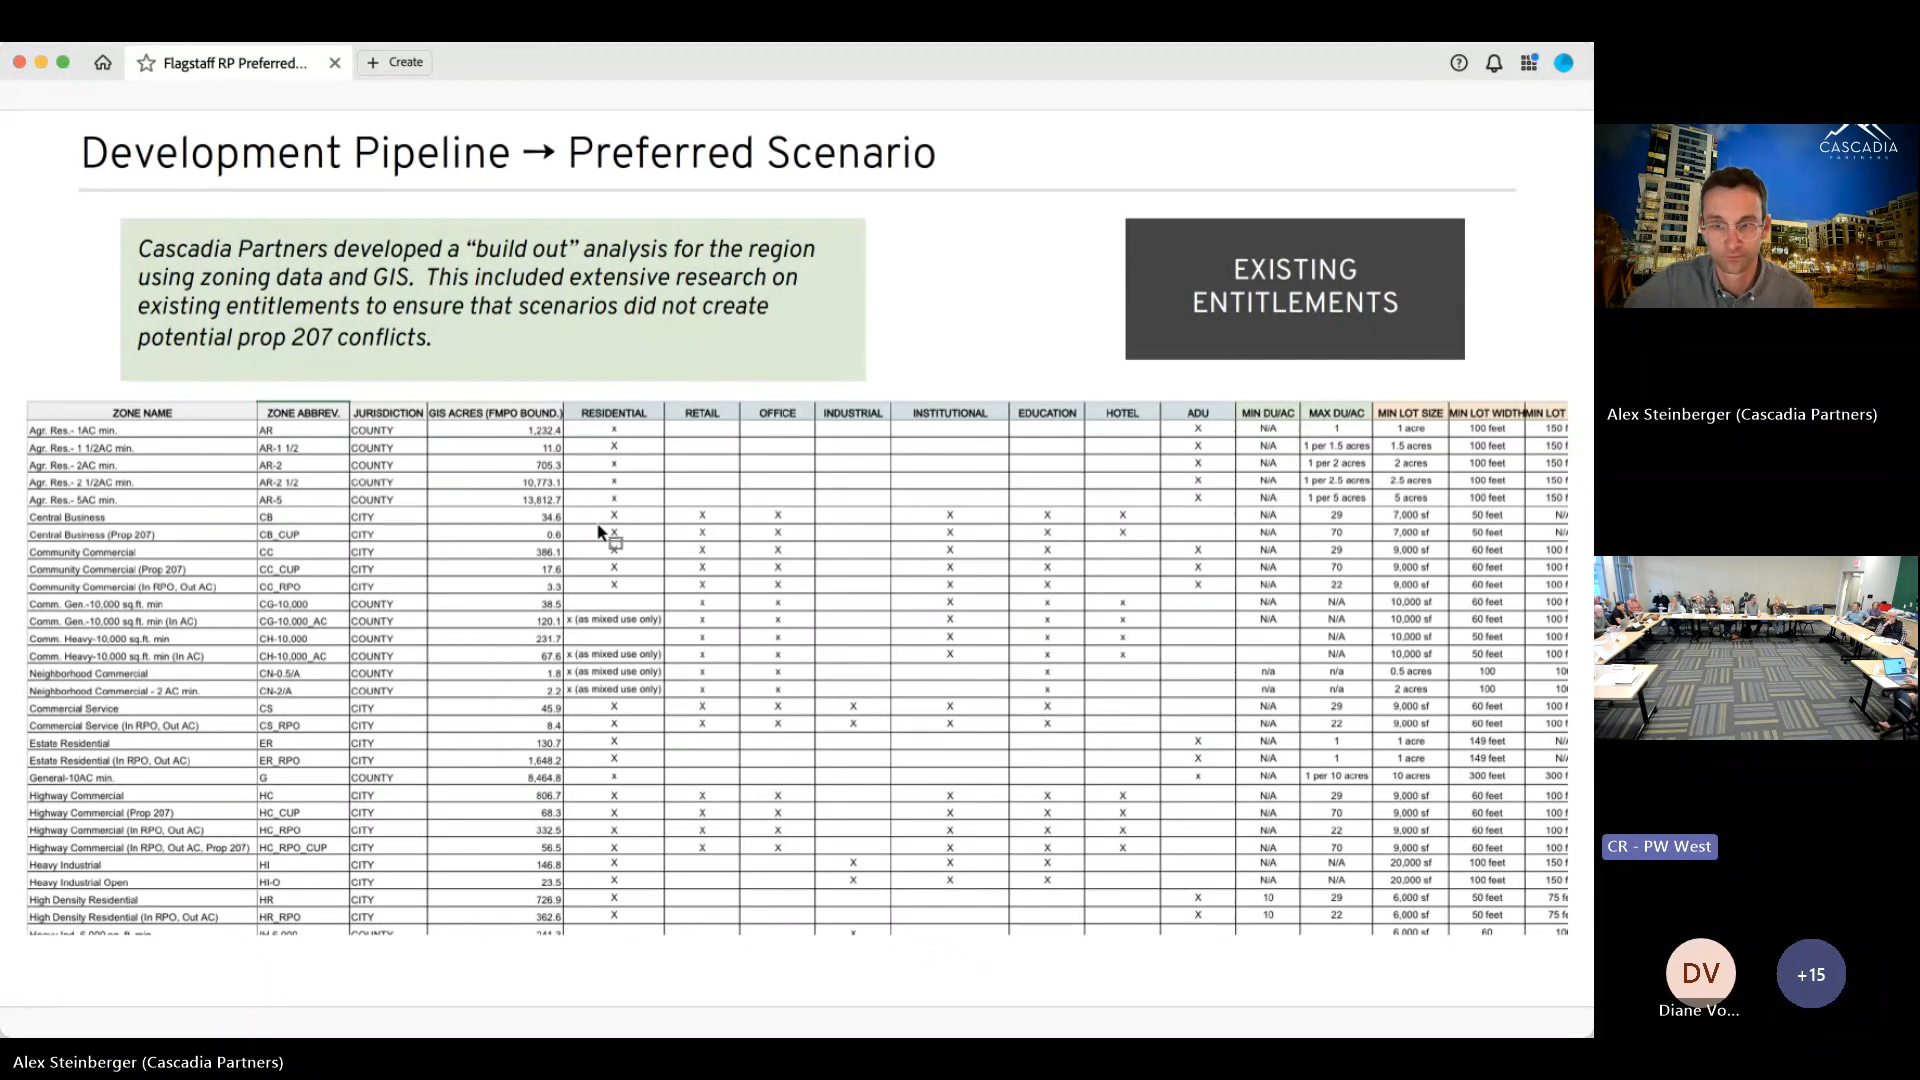 Flagstaff RP Preferred...
+ Create
Development Pipeline → Preferred Scenario
Cascadia Partners developed a “build out” analysis for the region
using zoning data and GIS. This included extensive research on
existing entitlements to ensure that scenarios did not create
potential prop 207 conflicts.
EXISTING
ENTITLEMENTS
ZONE NAME ZONE ABBREV. JURISDICTION GIS ACRES (FMPO BOUND.) RESIDENTIAL RETAIL OFFICE INDUSTRIAL INSTITUTIONAL EDUCATION HOTEL ADU MIN DU/AC MAX DU/AC MIN LOT SIZE MIN LOT WIDTH MIN LOT
Agr. Res.- 1AC min. AR COUNTY 1,232.4 x X N/A 1 1 acre 100 feet 150 f
Agr. Res.- 1 1/2AC min. AR-1 1/2 COUNTY 11.0 X X N/A 1 per 1.5 acres 1.5 acres 100 feet 150 f
Agr. Res.- 2AC min. AR-2 COUNTY 705.3 x X N/A 1 per 2 acres 2 acres 100 feet 150 f
Agr. Res.- 2 1/2AC min. AR-2 1/2 COUNTY 10,773.1 x X N/A 1 per 2.5 acres 2.5 acres 100 feet 150 f
Agr. Res.- 5AC min. AR-5 COUNTY 13,812.7 x X N/A 1 per 5 acres 5 acres 100 feet 150 f
Central Business CB CITY 34.6 X X X X X X N/A 29 7,000 sf 50 feet N/
Central Business (Prop 207) CB_CUP CITY 0.6 X X X X X X N/A 70 7,000 sf 50 feet N/
Community Commercial CC CITY 386.1 X X X X X X N/A 29 9,000 sf 60 feet 100 f
Community Commercial (Prop 207) CC_CUP CITY 17.6 X X X X X X N/A 70 9,000 sf 60 feet 100 f
Community Commercial (In RPO, Out AC) CC_RPO CITY 3.3 X X X X X X N/A 22 9,000 sf 60 feet 100 f
Comm. Gen.-10,000 sq.ft. min CG-10,000 COUNTY 38.5 x x X x x N/A N/A 10,000 sf 60 feet 100 f
Comm. Gen.-10,000 sq.ft. min (In AC) CG-10,000_AC COUNTY 120.1 x (as mixed use only) x x X x x N/A N/A 10,000 sf 60 feet 100 f
Comm. Heavy-10,000 sq.ft. min CH-10,000 COUNTY 231.7 x x X x x N/A 10,000 sf 50 feet 100 f
Comm. Heavy-10,000 sq.ft. min (In AC) CH-10,000_AC COUNTY 67.6 x (as mixed use only) x x X x x N/A 10,000 sf 50 feet 100 f
Neighborhood Commercial CN-0.5/A COUNTY 1.8 x (as mixed use only) x x x n/a n/a 0.5 acres 100 10
Neighborhood Commercial - 2 AC min. CN-2/A COUNTY 2.2 x (as mixed use only) x x x n/a n/a 2 acres 100 10
Commercial Service CS CITY 45.9 X X X X X X N/A 29 9,000 sf 60 feet 100 f
Commercial Service (In RPO, Out AC) CS_RPO CITY 8.4 X X X X X X N/A 22 9,000 sf 60 feet 100 f
Estate Residential ER CITY 130.7 X X N/A 1 1 acre 149 feet N/
Estate Residential (In RPO, Out AC) ER_RPO CITY 1,648.2 X X N/A 1 1 acre 60 feet N/
General-10AC min. G COUNTY 8,464.8 x x N/A 1 per 10 acres 10 acres 300 feet 300 f
Highway Commercial HC CITY 806.7 X X X X X X N/A 29 9,000 sf 60 feet 100 f
Highway Commercial (Prop 207) HC_CUP CITY 68.3 X X X X X X N/A 70 9,000 sf 60 feet 100 f
Highway Commercial (In RPO, Out AC) HC_RPO CITY 332.5 X X X X X X N/A 22 9,000 sf 60 feet 100 f
Highway Commercial (In RPO, Out AC, Prop 207) HC_RPO_CUP CITY 56.5 X X X X X X N/A 70 9,000 sf 60 feet 100 f
Heavy Industrial HI CITY 146.8 X X X X N/A N/A 20,000 sf 100 feet 150 f
Heavy Industrial Open HI-O CITY 23.5 X X X X N/A N/A 20,000 sf 100 feet 150 f
High Density Residential HR CITY 726.9 X X 10 29 6,000 sf 50 feet 75 fe
High Density Residential (In RPO, Out AC) HR_RPO CITY 362.6 X X 10 22 6,000 sf 50 feet 75 fe
CASCADIA
PARTNERS
Alex Steinberger (Cascadia Partners)
CR - PW West
DV
+15
Diane Vo...
Alex Steinberger (Cascadia Partners)